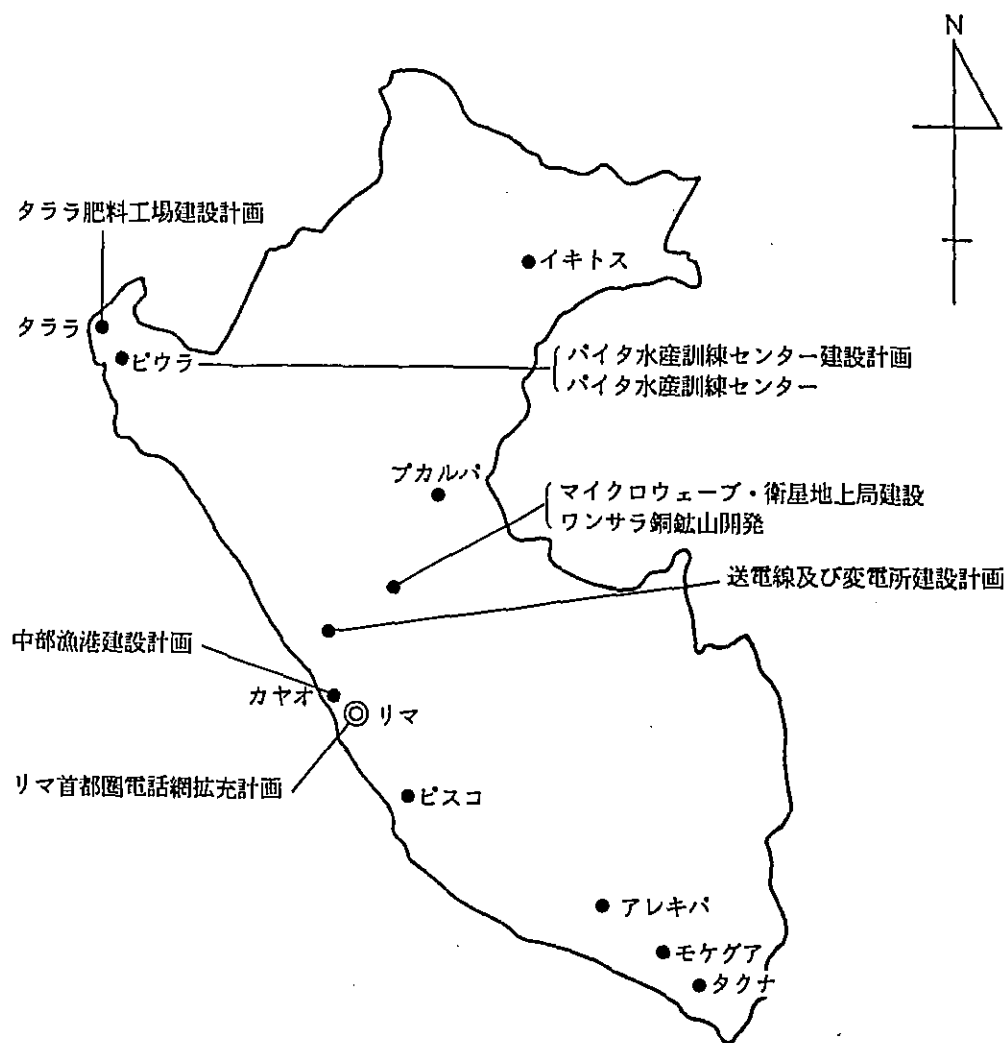 N
タララ肥料工場建設計画
イキトス
タララ
ピウラ
パイタ水産訓練センター建設計画
パイタ水産訓練センター
プカルパ
マイクロウェーブ・衛星地上局建設
ワンサラ銅鉱山開発
送電線及び変電所建設計画
中部漁港建設計画
カヤオ
リマ
リマ首都圏電話網拡充計画
ピスコ
アレキパ
モケグア
タクナ